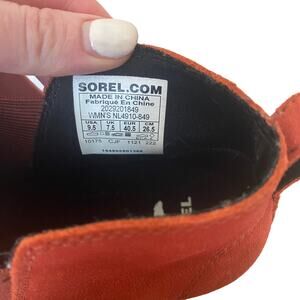 SOREL.COM
MADE IN CHINA
Fabriqué En Chine
2029201849
WMN'S NL4910-849
USA UK EUR CM
9.5 7.5 40.5 26.5
10175 CJF 1121 222
REL